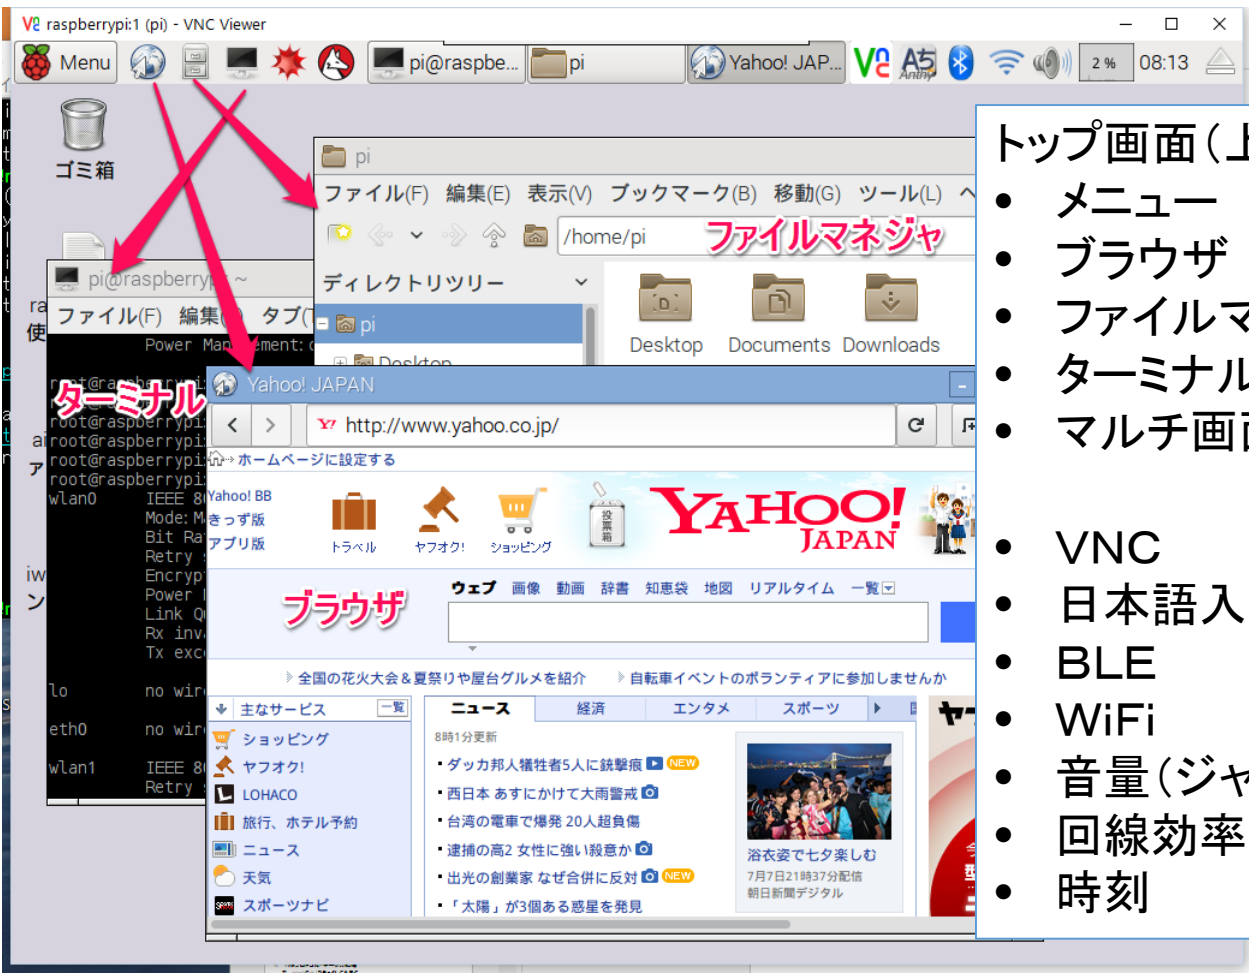 raspberrypi:1 (pi) - VNC Viewer
Menu
pi@raspbe...
pi
Yahoo! JAP...
2 %
08:13
ゴミ箱
pi
ファイル(F) 編集(E) 表示(V) ブックマーク(B) 移動(G) ツール(L) ヘ
/home/pi
ファイルマネジャ
ディレクトリツリー
pi
Desktop
Desktop Documents Downloads
pi@raspberrypi: ~
ファイル(F) 編集 タブ(T
Power Management:
ターミナル
root@raspberrypi:
root@raspberrypi:
root@raspberrypi:
root@raspberrypi:
wlan0 IEEE 80
Mode:M
Bit Ra
Retry
Encryp
Power
Link Q
Rx inv
Tx exc
lo no wir
eth0 no wir
wlan1 IEEE 80
Retry
Yahoo! JAPAN
http://www.yahoo.co.jp/
ホームページに設定する
Yahoo! BB
きっず版
アプリ版
トラベル
ヤフオク!
ショッピング
投票箱
YAHOO!
JAPAN
ブラウザ
ウェブ 画像 動画 辞書 知恵袋 地図 リアルタイム 一覧
全国の花火大会&夏祭りや屋台グルメを紹介
自転車イベントのボランティアに参加しませんか
主なサービス 一覧
ショッピング
ヤフオク!
LOHACO
旅行、ホテル予約
ニュース
天気
スポーツナビ
ニュース 経済 エンタメ スポーツ
8時1分更新
・ダッカ邦人犠牲者5人に銃撃痕 NEW
・西日本 あすにかけて大雨警戒
・台湾の電車で爆発 20人超負傷
・逮捕の高2 女性に強い殺意か
・出光の創業家 なぜ合併に反対 NEW
・「太陽」が3個ある惑星を発見
浴衣姿で七夕楽しむ
7月7日21時37分配信
朝日新聞デジタル
トップ画面(上
• メニュー
• ブラウザ
• ファイルマ
• ターミナル
• マルチ画面
• VNC
• 日本語入
• BLE
• WiFi
• 音量(ジャ
• 回線効率
• 時刻